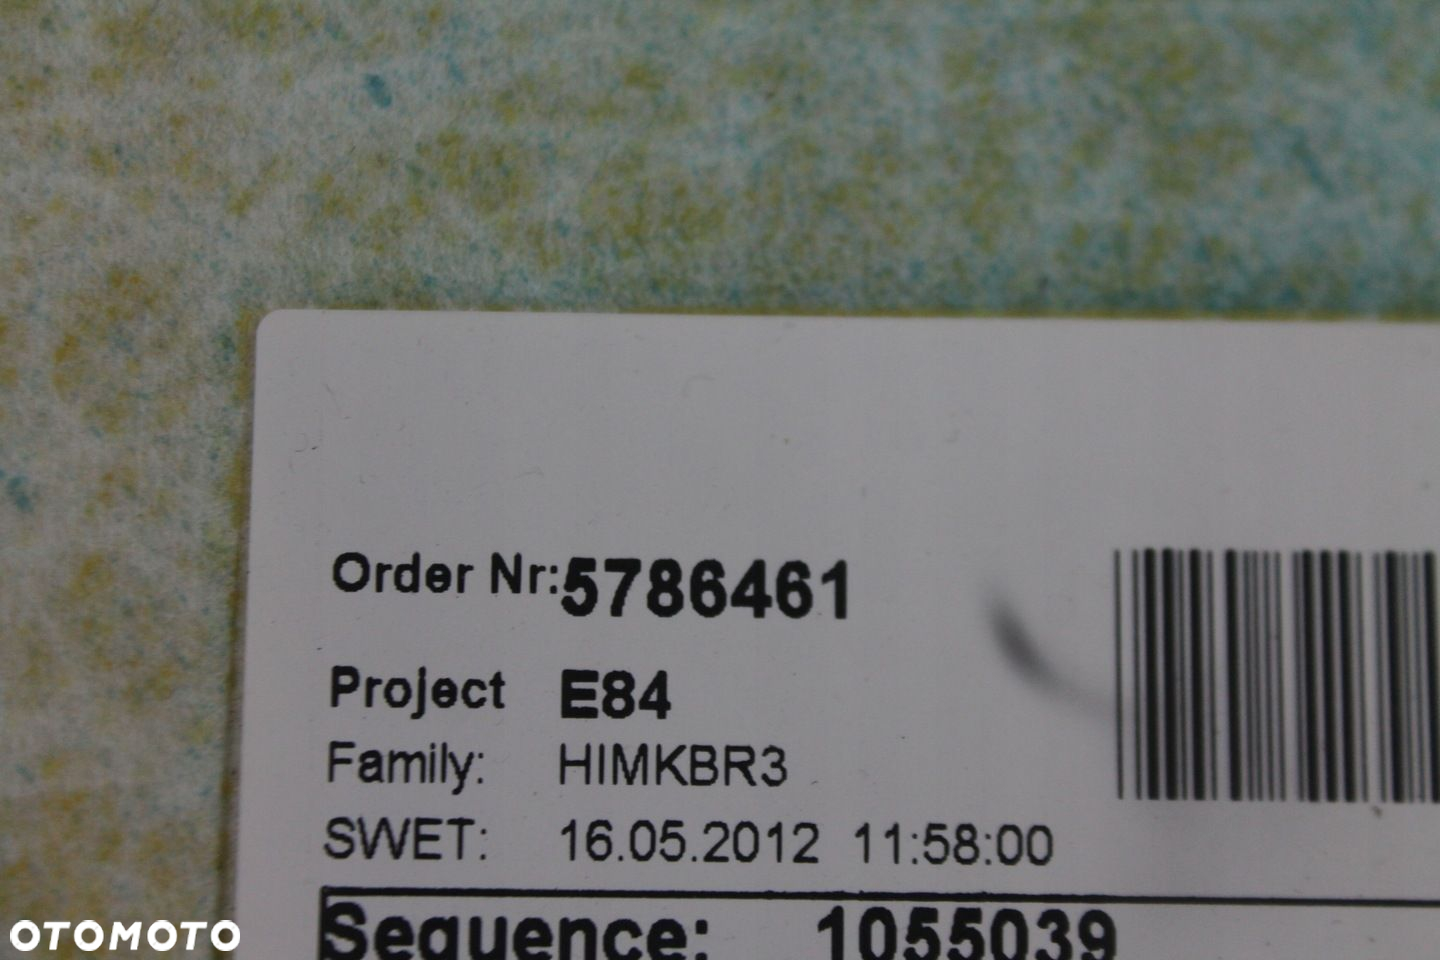 Order Nr:5786461
Project E84
Family: HIMKBR3
SWET: 16.05.2012 11:58:00
Sequence: 1055039
OTOMOTO